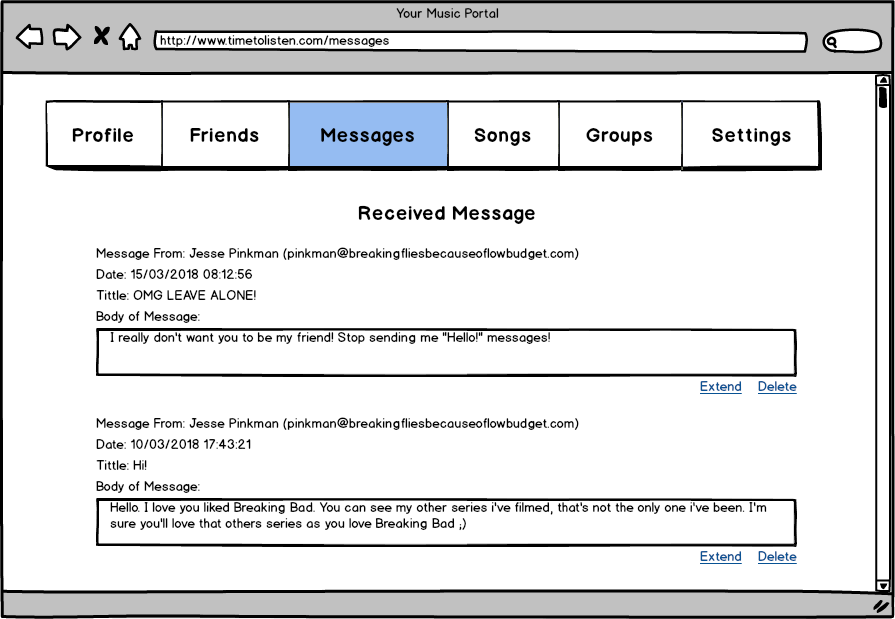 Your Music Portal
http://www.timetolisten.com/messages
Profile Friends Messages Songs Groups Settings
Received Message
Message From: Jesse Pinkman (pinkman@breakingfliesbecauseoflowbudget.com)
Date: 15/03/2018 08:12:56
Tittle: OMG LEAVE ALONE!
Body of Message:
I really don't want you to be my friend! Stop sending me "Hello!" messages!
Extend Delete
Message From: Jesse Pinkman (pinkman@breakingfliesbecauseoflowbudget.com)
Date: 10/03/2018 17:43:21
Tittle: Hi!
Body of Message:
Hello. I love you liked Breaking Bad. You can see my other series i've filmed, that's not the only one i've been. I'm
sure you'll love that others series as you love Breaking Bad ;)
Extend Delete